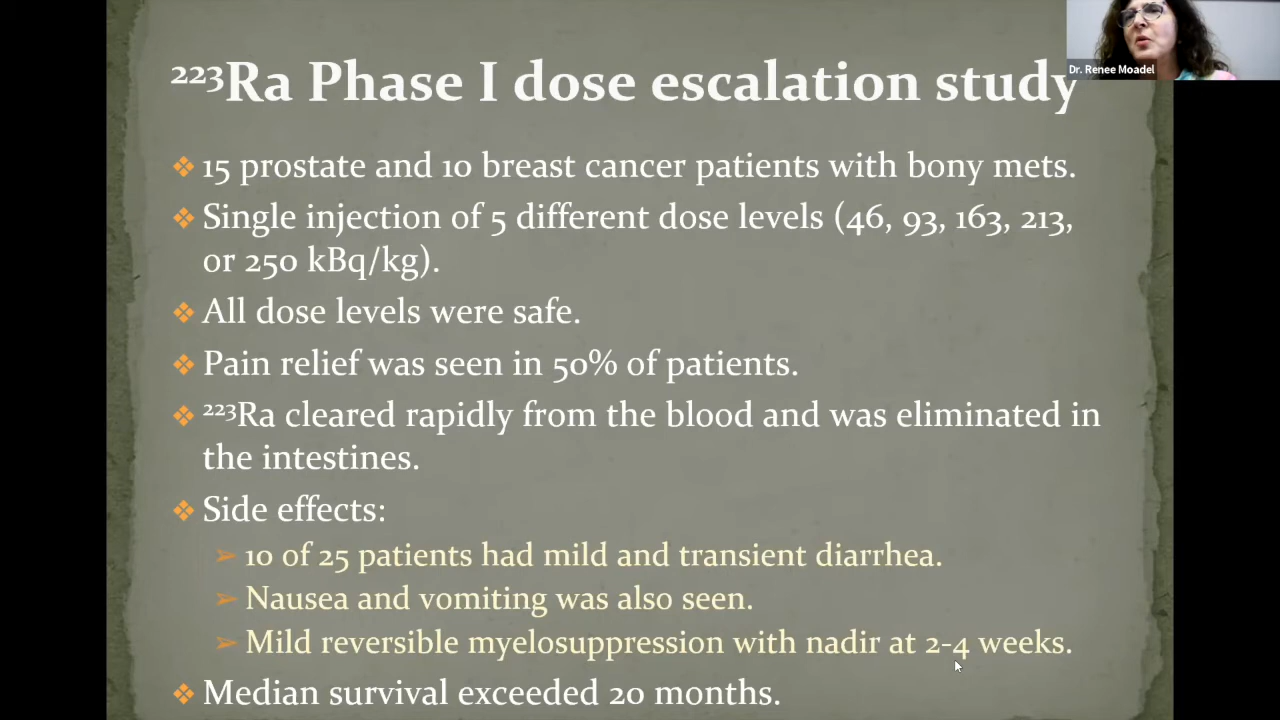 Dr. Renee Moadel
²²³Ra Phase I dose escalation study
❖ 15 prostate and 10 breast cancer patients with bony mets.
❖ Single injection of 5 different dose levels (46, 93, 163, 213,
or 250 kBq/kg).
❖ All dose levels were safe.
❖ Pain relief was seen in 50% of patients.
❖ ²²³Ra cleared rapidly from the blood and was eliminated in
the intestines.
❖ Side effects:
➢ 10 of 25 patients had mild and transient diarrhea.
➢ Nausea and vomiting was also seen.
➢ Mild reversible myelosuppression with nadir at 2-4 weeks.
❖ Median survival exceeded 20 months.